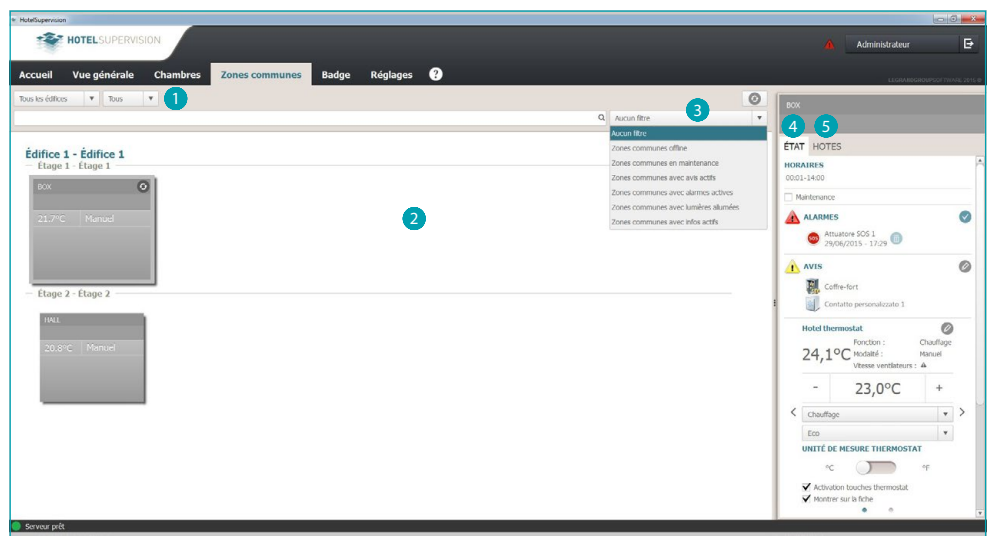 HotelSupervision
HOTELSUPERVISION
Administrateur
Accueil Vue générale Chambres Zones communes Badge Réglages ?
Tous les édifices Tous 1
Aucun filtre 3
Aucun filtre
Zones communes offline
Zones communes en maintenance
Zones communes avec avis actifs
Zones communes avec alarmes actives
Zones communes avec lumières allumées
Zones communes avec infos actifs
Édifice 1 - Édifice 1
Étage 1 - Étage 1
BOX
21.7°C Manuel
2
Étage 2 - Étage 2
HALL
20.8°C Manuel
BOX
4 5
ÉTAT HOTES
HORAIRES
00:01-14:00
Maintenance
ALARMES
SOS Attuatore SOS 1
29/06/2015 - 17:29
AVIS
Coffre-fort
Contatto personalizzato 1
Hotel thermostat
24,1°C
Fonction : Chauffage
Modalité : Manuel
Vitesse ventilateurs : A
- 23,0°C +
Chauffage
Eco
UNITÉ DE MESURE THERMOSTAT
°C °F
Activation touches thermostat
Montrer sur la fiche
Serveur prêt